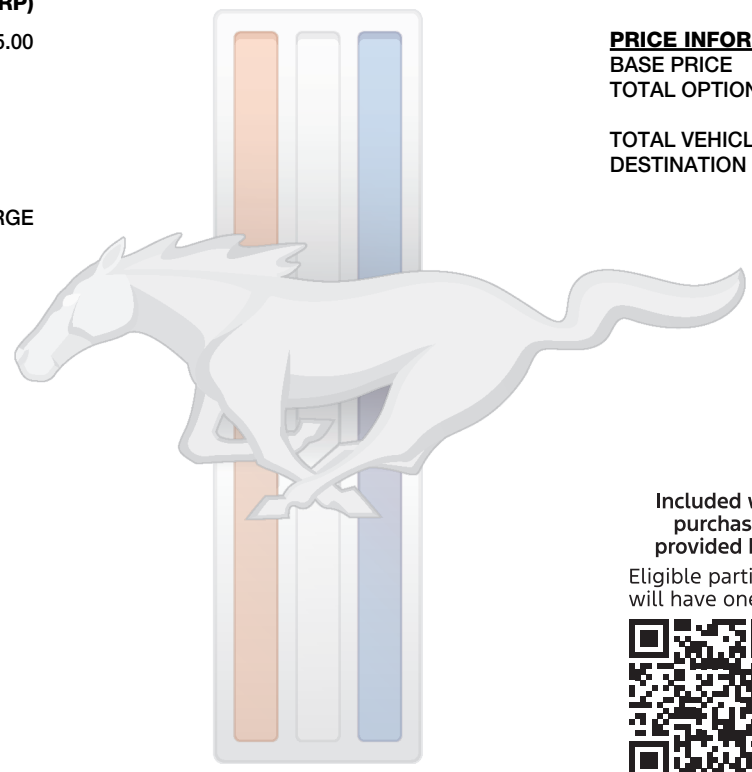 RP)
5.00
RGE
PRICE INFOR
BASE PRICE
TOTAL OPTION
TOTAL VEHICL
DESTINATION
Included
purchas
provided
Eligible parti
will have one